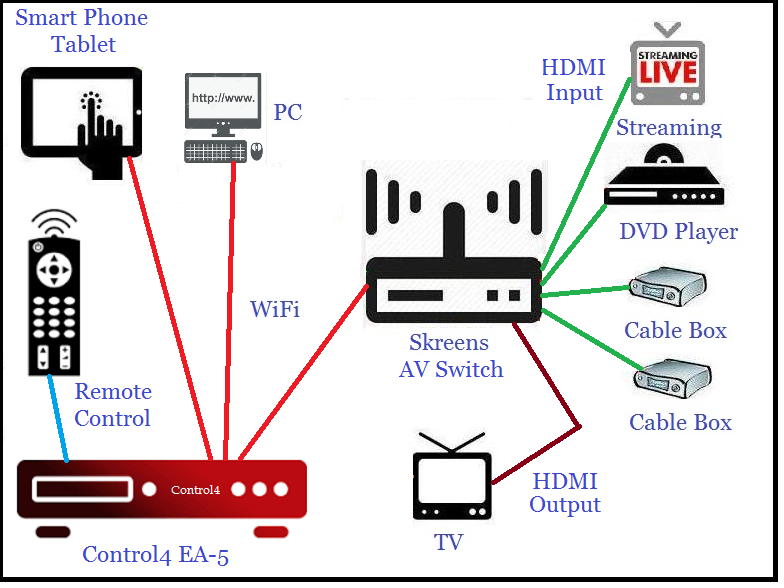 Smart Phone
Tablet
http://www.
PC
HDMI
Input
STREAMING
LIVE
Streaming
DVD Player
WiFi
Cable Box
Skreens
AV Switch
Remote
Control
Cable Box
Control4
HDMI
Output
TV
Control4 EA-5